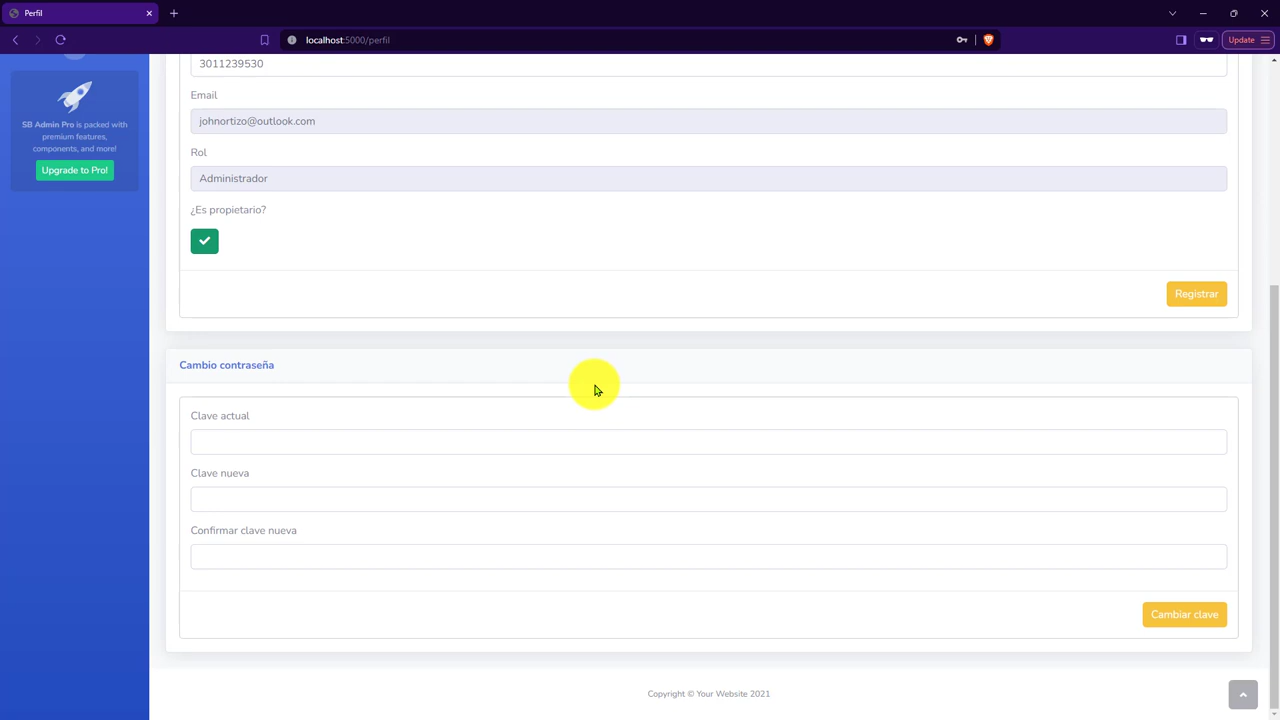 Perfil
localhost:5000/perfil
Update
SB Admin Pro is packed with
premium features,
components, and more!
Upgrade to Pro!
3011239530
Email
johnortizo@outlook.com
Rol
Administrador
¿Es propietario?
Registrar
Cambio contraseña
Clave actual
Clave nueva
Confirmar clave nueva
Cambiar clave
Copyright © Your Website 2021